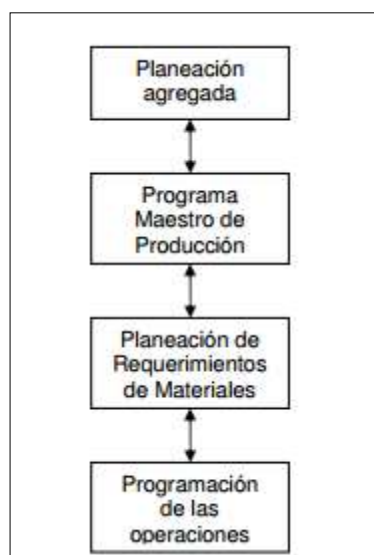 Planeación
agregada
Programa
Maestro de
Producción
Planeación de
Requerimientos
de Materiales
Programación
de las
operaciones